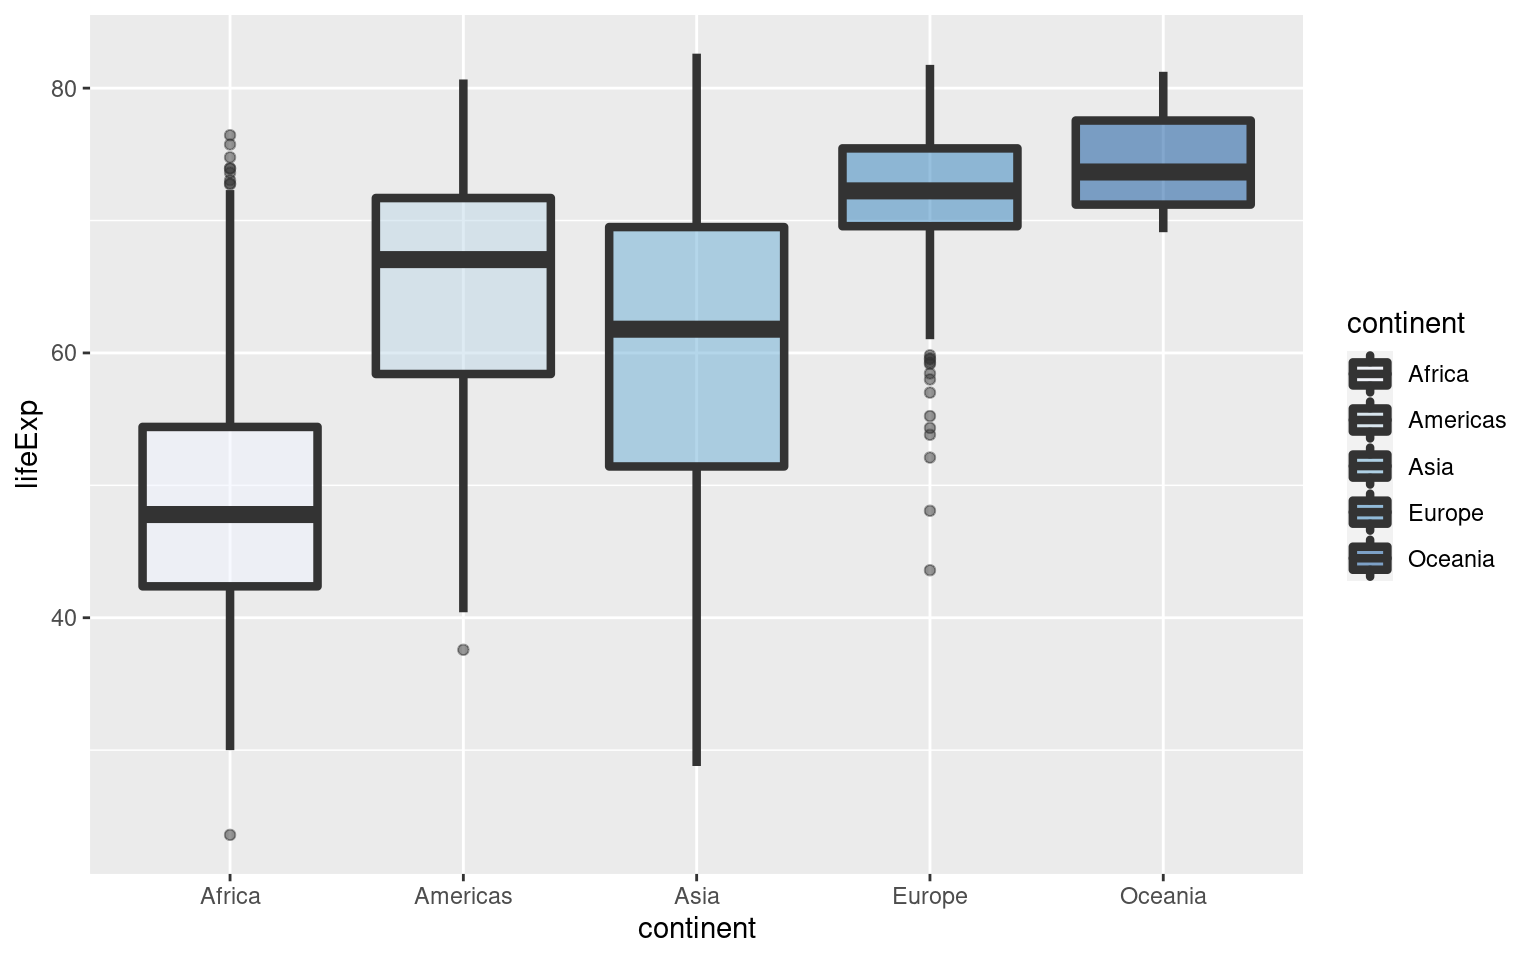 80
60
40
lifeExp
Africa
Americas
Asia
Europe
Oceania
continent
continent
Africa
Americas
Asia
Europe
Oceania